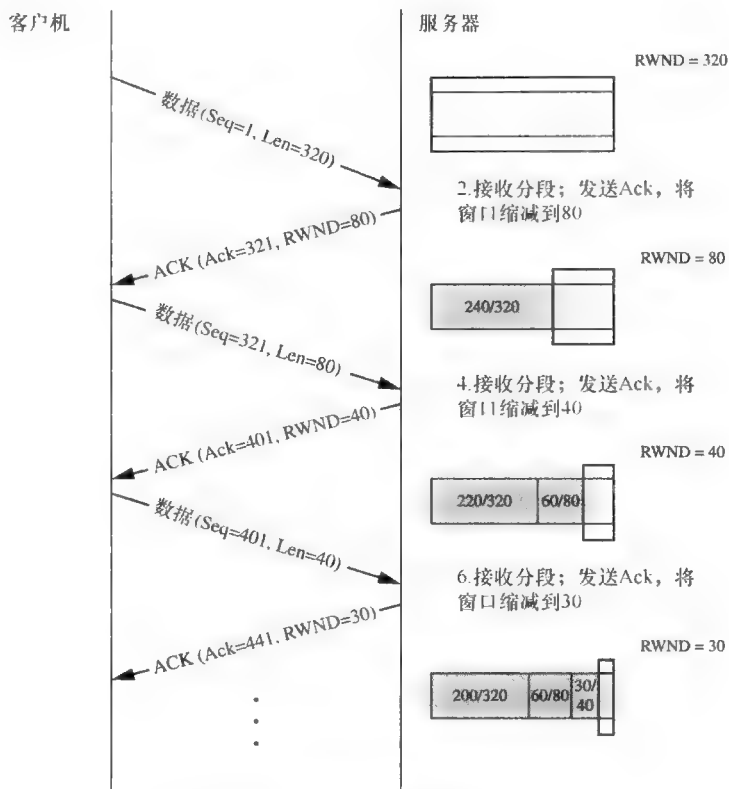 客户机
服务器
RWND = 320
数据(Seq=1, Len=320)
2.接收分段；发送Ack，将
窗口缩减到80
ACK (Ack=321, RWND=80)
RWND = 80
240/320
数据(Seq=321, Len=80)
4.接收分段；发送Ack，将
窗口缩减到40
ACK (Ack=401, RWND=40)
RWND = 40
220/320
60/80
数据(Seq=401, Len=40)
6.接收分段；发送Ack，将
窗口缩减到30
ACK (Ack=441, RWND=30)
RWND = 30
200/320
60/80
30/
40